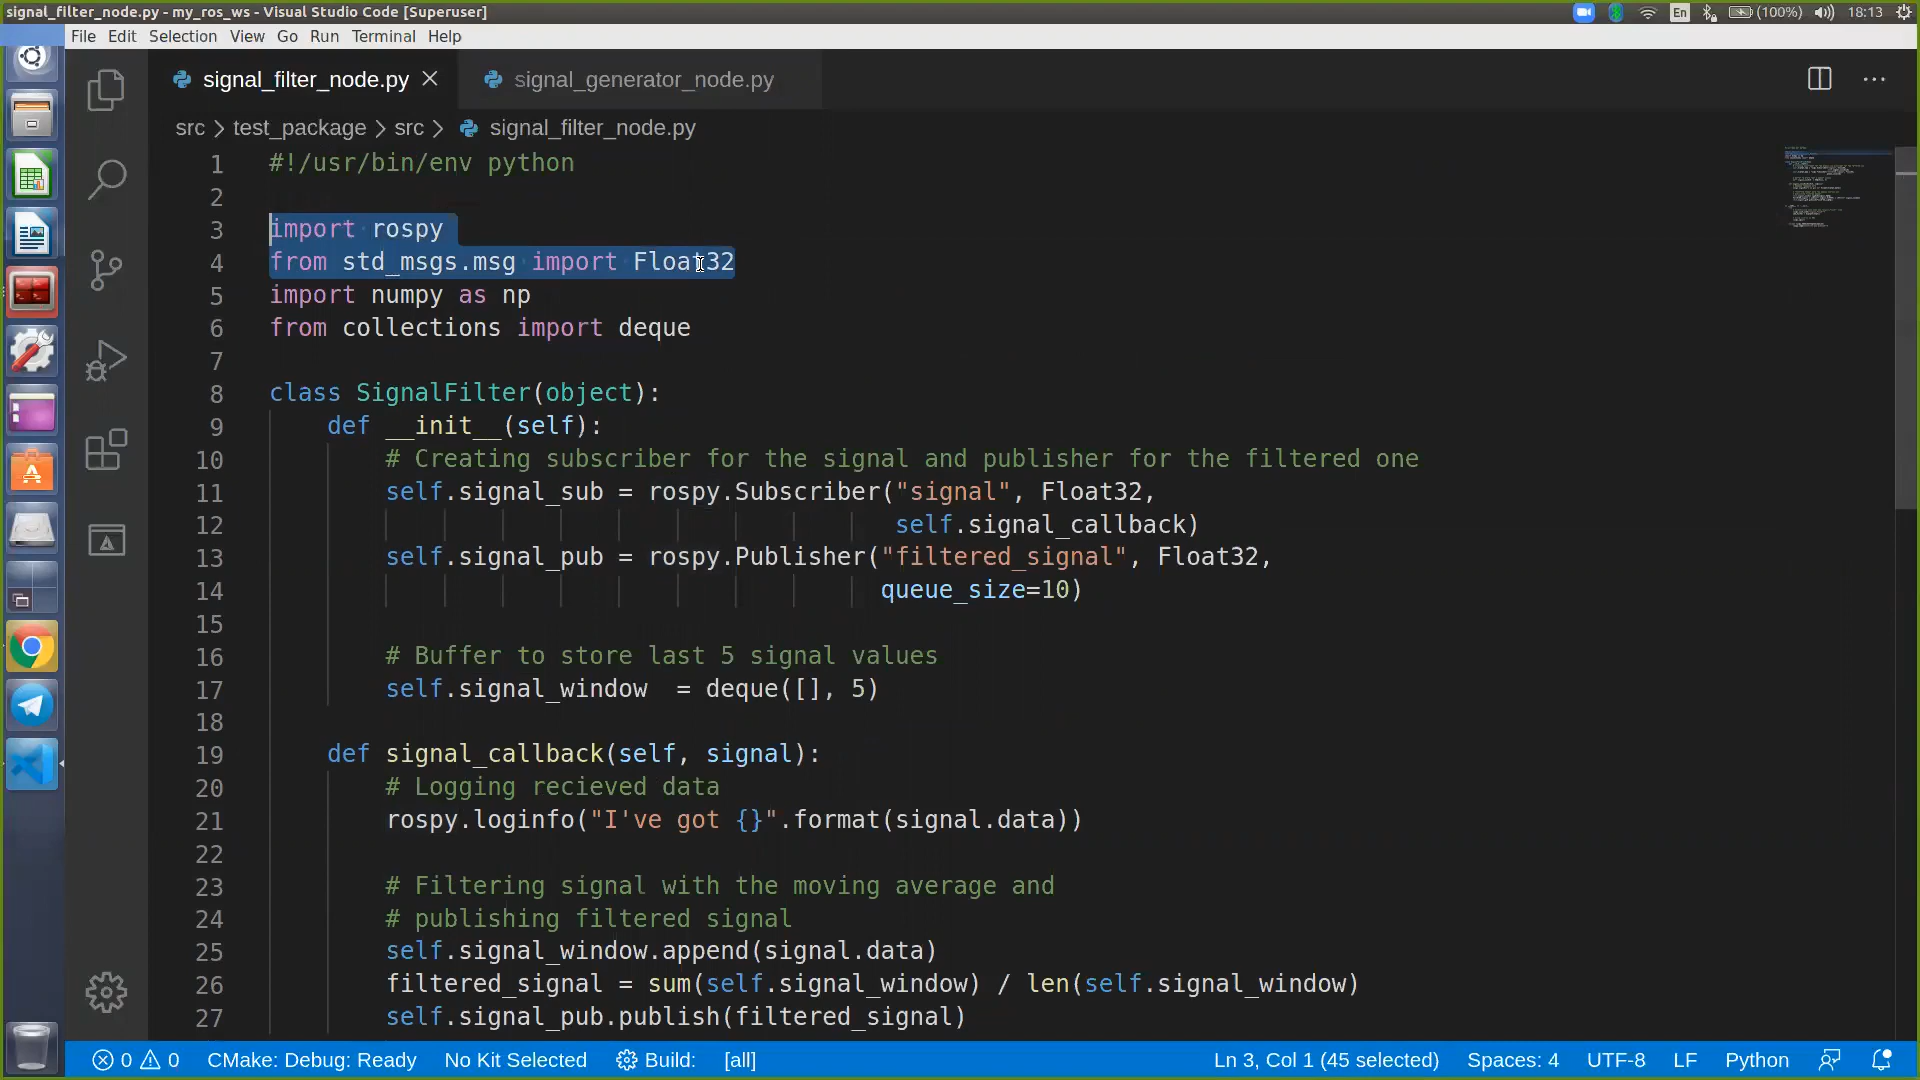 signal_filter_node.py - my_ros_ws - Visual Studio Code [Superuser]
En
(100%)
18:13
File Edit Selection View Go Run Terminal Help
signal_filter_node.py
signal_generator_node.py
src > test_package > src > signal_filter_node.py
1 #!/usr/bin/env python
2
3 import rospy
4 from std_msgs.msg import Float32
5 import numpy as np
6 from collections import deque
7
8 class SignalFilter(object):
9 def __init__(self):
10 # Creating subscriber for the signal and publisher for the filtered one
11 self.signal_sub = rospy.Subscriber("signal", Float32,
12 self.signal_callback)
13 self.signal_pub = rospy.Publisher("filtered_signal", Float32,
14 queue_size=10)
15
16 # Buffer to store last 5 signal values
17 self.signal_window  = deque([], 5)
18
19 def signal_callback(self, signal):
20 # Logging recieved data
21 rospy.loginfo("I've got {}".format(signal.data))
22
23 # Filtering signal with the moving average and
24 # publishing filtered signal
25 self.signal_window.append(signal.data)
26 filtered_signal = sum(self.signal_window) / len(self.signal_window)
27 self.signal_pub.publish(filtered_signal)
0 0 CMake: Debug: Ready No Kit Selected Build: [all] Ln 3, Col 1 (45 selected) Spaces: 4 UTF-8 LF Python